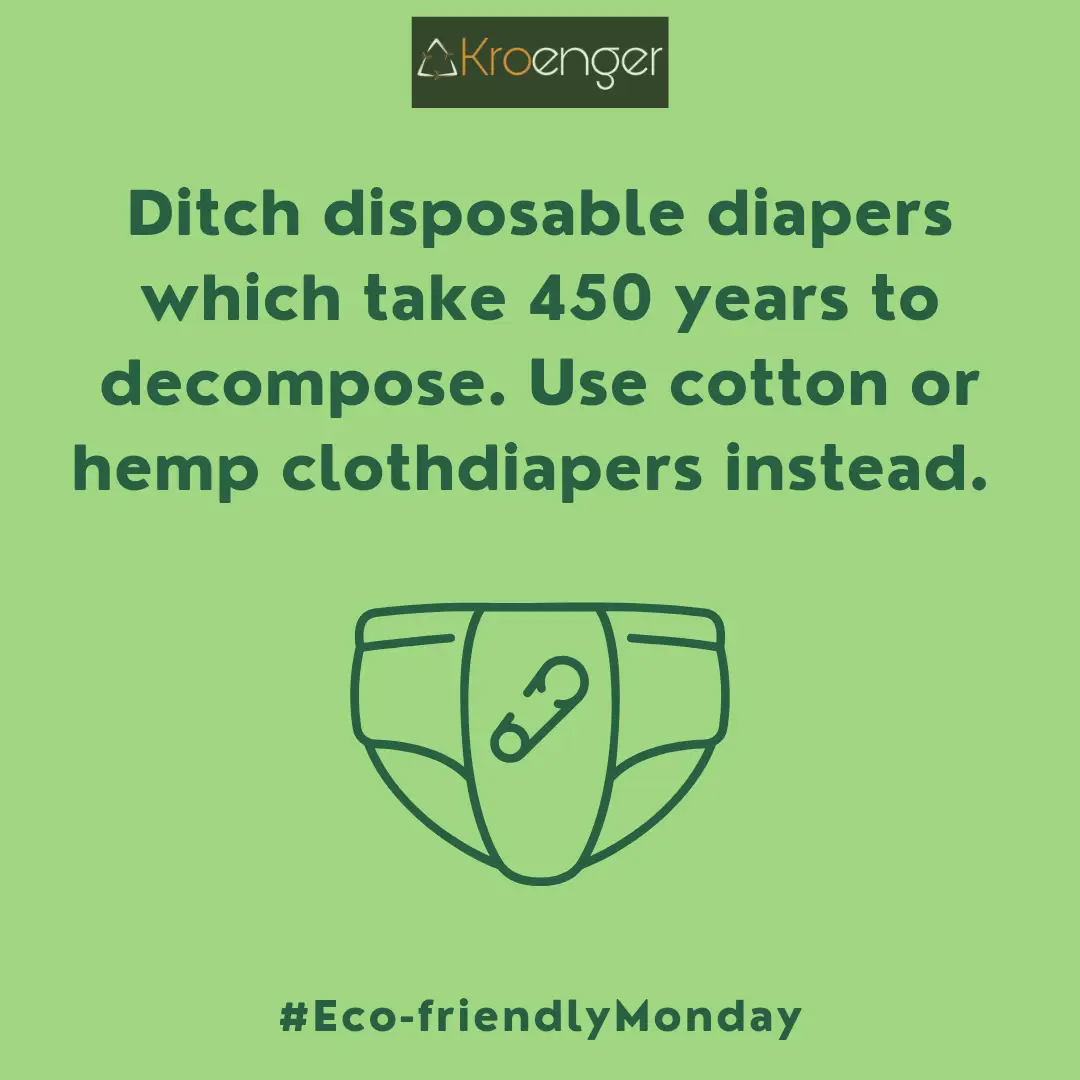 Kroenger
Ditch disposable diapers
which take 450 years to
decompose. Use cotton or
hemp clothdiapers instead.
#Eco-friendlyMonday